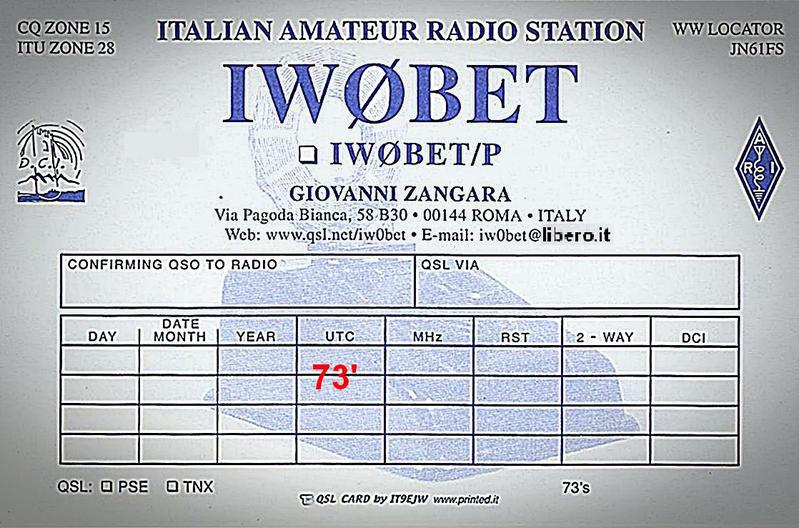 CQ ZONE 15
ITU ZONE 28
ITALIAN AMATEUR RADIO STATION
WW LOCATOR
JN61FS
IWØBET
❏ IWØBET/P
D.C.I.
A
R I
GIOVANNI ZANGARA
Via Pagoda Bianca, 58 B30 • 00144 ROMA • ITALY
Web: www.qsl.net/iw0bet • E-mail: iw0bet@libero.it
CONFIRMING QSO TO RADIO
QSL VIA
DAY DATE MONTH YEAR UTC MHz RST 2 - WAY DCI
73'
QSL: ❏ PSE ❏ TNX
73's
QSL CARD by IT9EJW www.printed.it